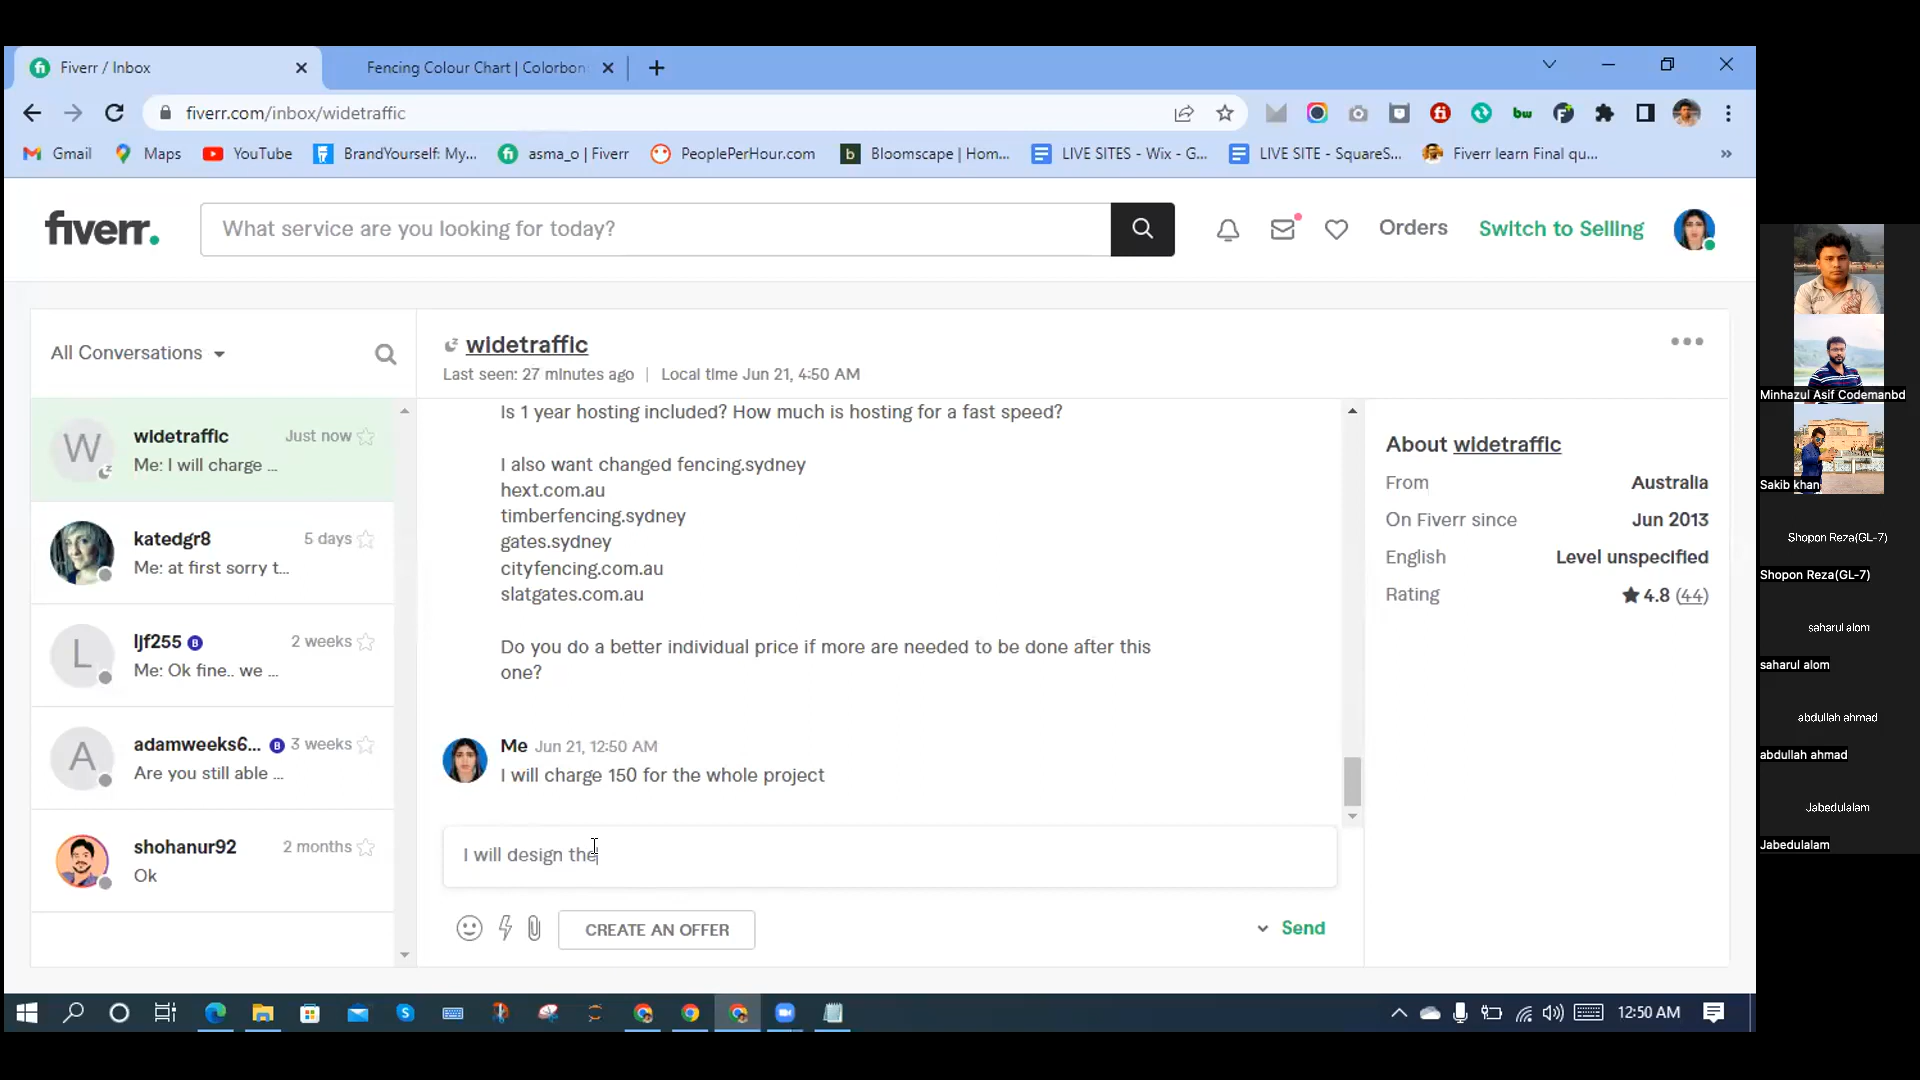 Fiverr / Inbox
Fencing Colour Chart | Colorbon
fiverr.com/inbox/widetraffic
Gmail
Maps
YouTube
BrandYourself: My...
asma_o | Fiverr
PeoplePerHour.com
Bloomscape | Hom...
LIVE SITES - Wix - G...
LIVE SITE - SquareS...
Fiverr learn Final qu...
fiverr.
What service are you looking for today?
Orders
Switch to Selling
All Conversations
widetraffic
Last seen: 27 minutes ago | Local time Jun 21, 4:50 AM
W
widetraffic
Just now
Me: I will charge ...
katedgr8
5 days
Me: at first sorry t...
L
ljf255
B
2 weeks
Me: Ok fine.. we ...
A
adamweeks6...
B
3 weeks
Are you still able ...
shohanur92
2 months
Ok
Is 1 year hosting included? How much is hosting for a fast speed?
I also want changed fencing.sydney
hext.com.au
timberfencing.sydney
gates.sydney
cityfencing.com.au
slatgates.com.au
Do you do a better individual price if more are needed to be done after this
one?
Me Jun 21, 12:50 AM
I will charge 150 for the whole project
I will design the
CREATE AN OFFER
Send
About widetraffic
From Australia
On Fiverr since Jun 2013
English Level unspecified
Rating 4.8 (44)
Minhazul Asif Codemanbd
Sakib khan
Shopon Reza(GL-7)
Shopon Reza(GL-7)
saharul alom
saharul alom
abdullah ahmad
abdullah ahmad
Jabedulalam
Jabedulalam
12:50 AM